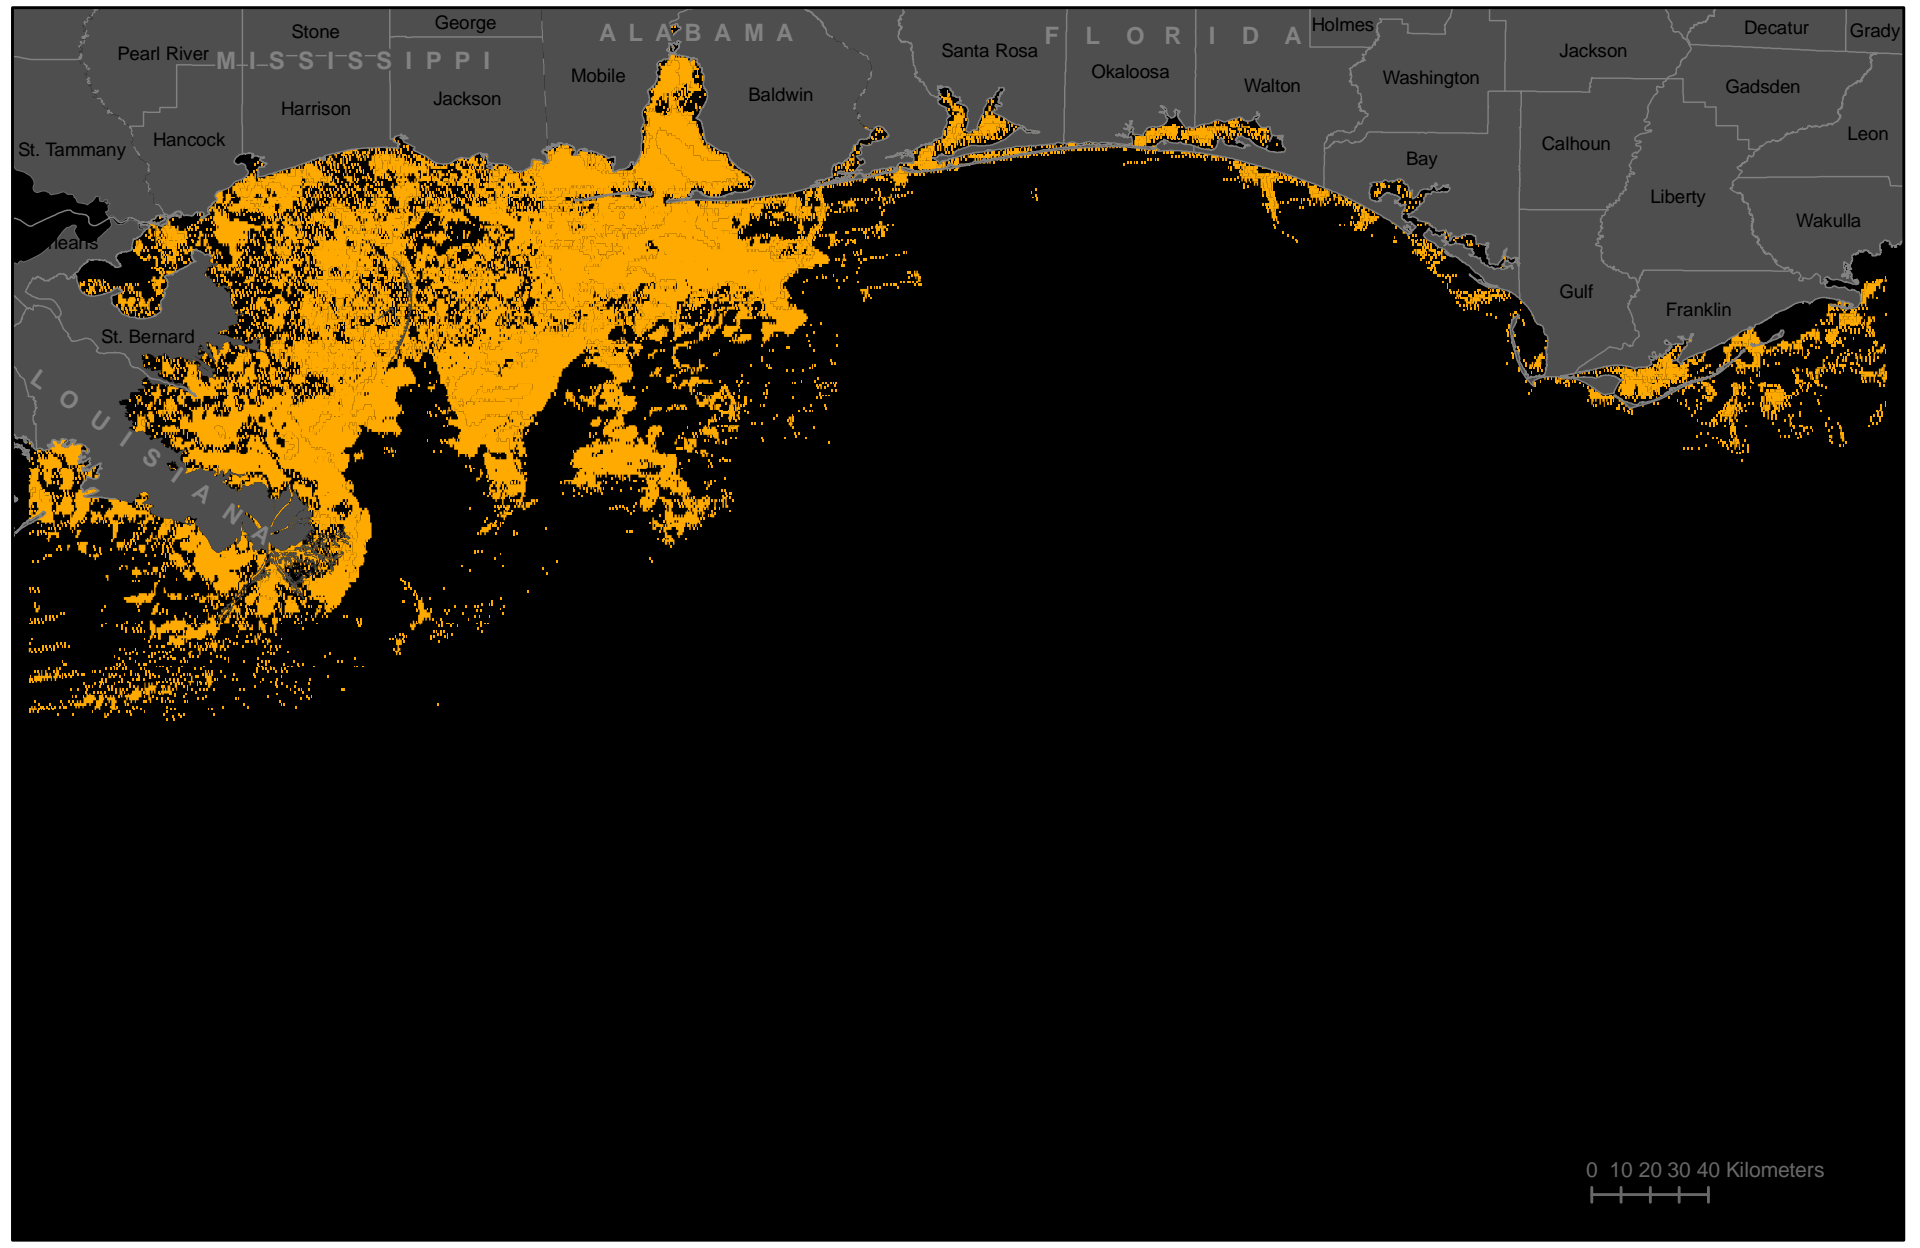 Stone
George
ALABAMA
FLORIDA
Holmes
Decatur
Grady
Pearl River
MISSISSIPPI
Santa Rosa
Jackson
Mobile
Okaloosa
Washington
Baldwin
Walton
Gadsden
Harrison
Jackson
Hancock
St. Tammany
Leon
Calhoun
Bay
Liberty
Wakulla
rleans
Gulf
Franklin
St. Bernard
LOUISIANA
0 10 20 30 40 Kilometers